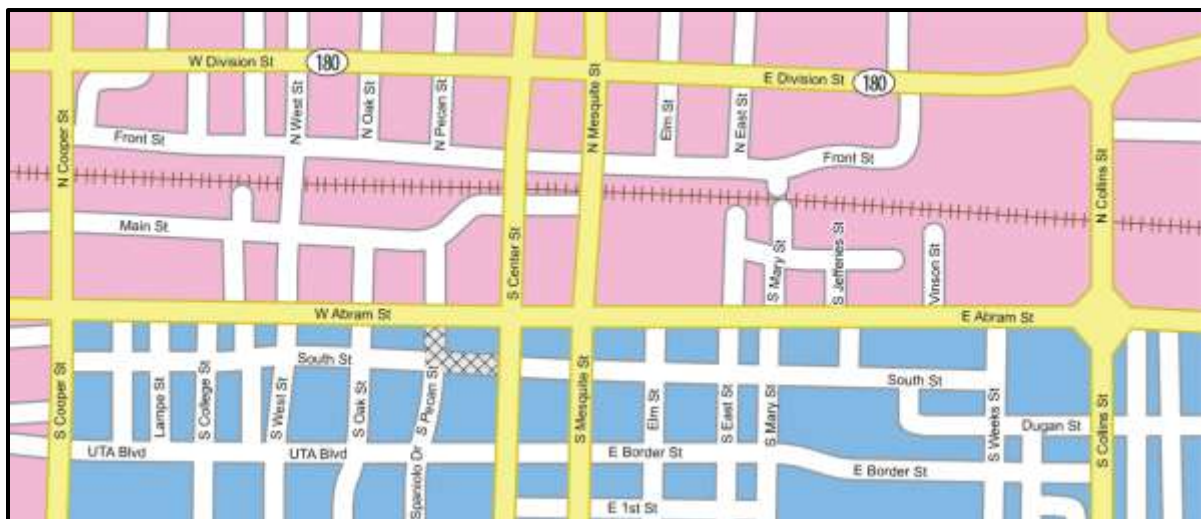 W Division St
180
E Division St
180
N Cooper St
N West St
N Oak St
N Pecan St
N Mesquite St
Elm St
N East St
Front St
Front St
N Collins St
Main St
S Center St
S Mary St
S Jefferies St
Vinson St
W Abram St
E Abram St
South St
South St
S Cooper St
Lampe St
S College St
S West St
S Oak St
S Pecan St
S Mesquite St
Elm St
S East St
S Mary St
S Weeks St
Dugan St
S Collins St
UTA Blvd
UTA Blvd
Spaniolo Dr
E Border St
E Border St
E 1st St